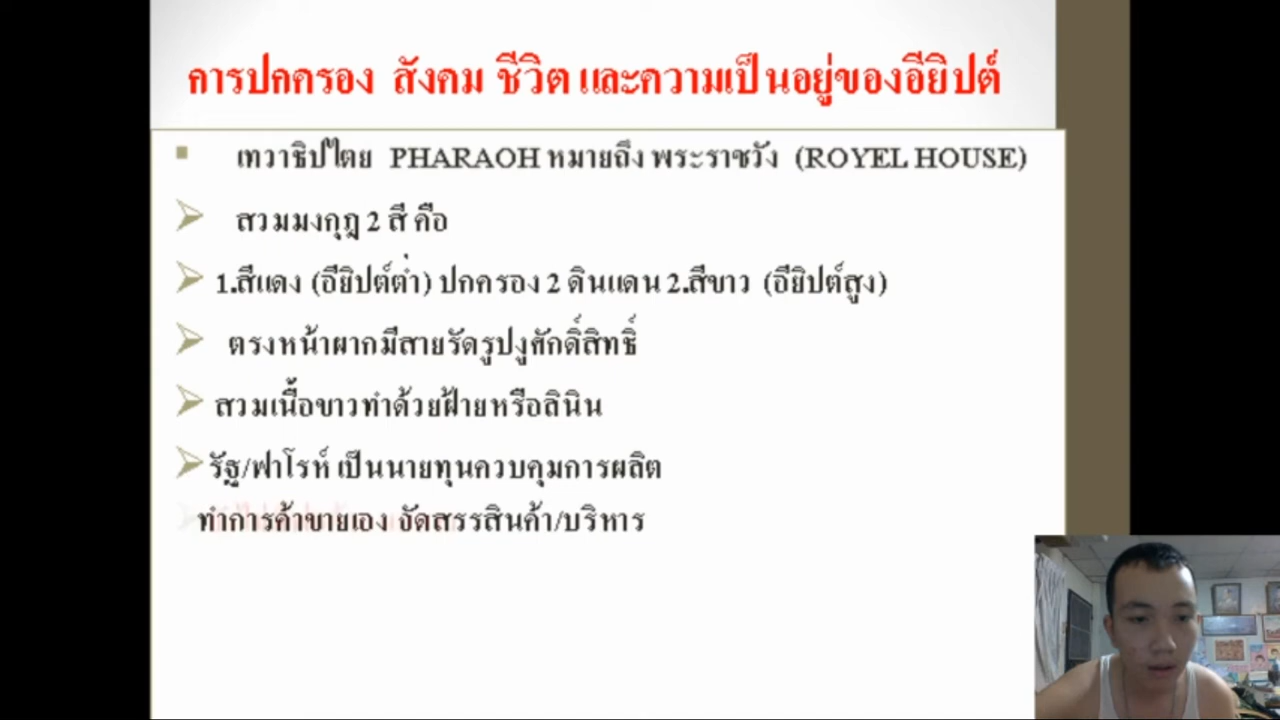 การปกครอง สังคม ชีวิต และความเป็นอยู่ของอียิปต์
เทวาธิปไตย PHARAOH หมายถึง พระราชวัง (ROYEL HOUSE)
สวมมงกุฎ 2 สี คือ
1.สีแดง (อียิปต์ต่ำ) ปกครอง 2 ดินแดน 2.สีขาว (อียิปต์สูง)
ตรงหน้าผากมีสายรัดรูปงูศักดิ์สิทธิ์
สวมเนื้อขาวทำด้วยฝ้ายหรือลินิน
รัฐ/ฟาโรห์ เป็นนายทุนควบคุมการผลิต
ทำการค้าขายเอง จัดสรรสินค้า/บริหาร